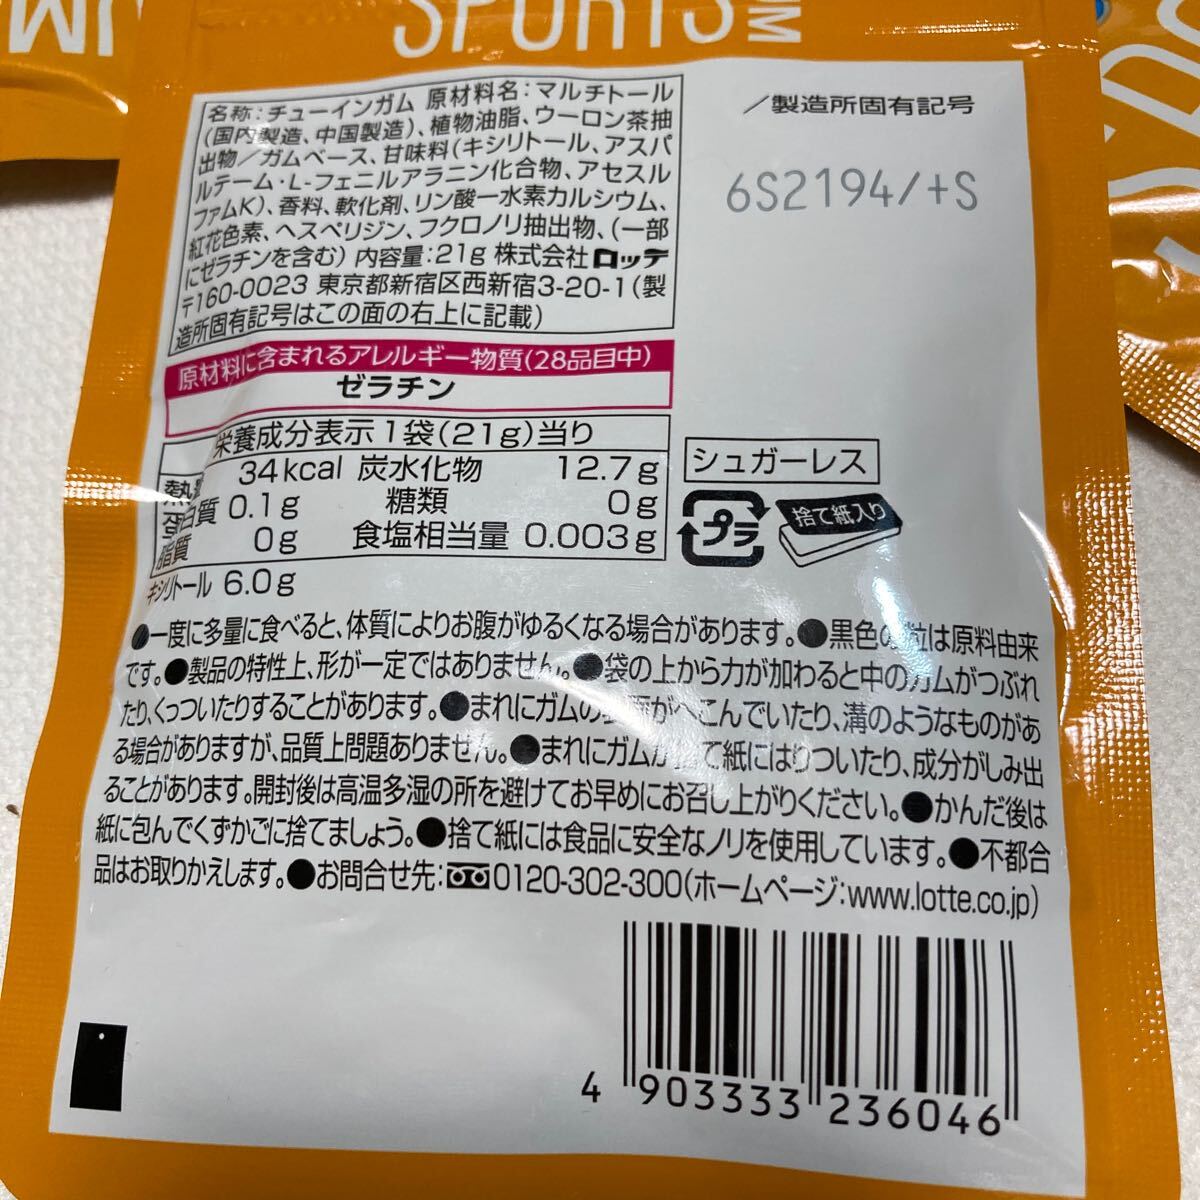 SPORTS
名称:チューインガム 原材料名:マルチトール
(国内製造、中国製造)、植物油脂、ウーロン茶抽
出物/ガムベース、甘味料(キシリトール、アスパ
ルテーム・L-フェニルアラニン化合物、アセスル
ファムK)、香料、軟化剤、リン酸一水素カルシウム、
紅花色素、ヘスペリジン、フクロノリ抽出物、(一部
にゼラチンを含む) 内容量:21g 株式会社ロッテ
〒160-0023 東京都新宿区西新宿3-20-1(製
造所固有記号はこの面の右上に記載)
/製造所固有記号
6S2194/+S
原材料に含まれるアレルギー物質(28品目中)
ゼラチン
栄養成分表示1袋(21g)当り
34kcal 炭水化物 12.7g
0.1g 糖類 0g
脂質 0g 食塩相当量 0.003g
キシリトール 6.0g
シュガーレス
プラ
捨て紙入り
●一度に多量に食べると、体質によりお腹がゆるくなる場合があります。●黒色の粒は原料由来
です。●製品の特性上、形が一定ではありません。●袋の上から力が加わると中のガムがつぶれ
たり、くっついたりすることがあります。●まれにガムの表面がへこんでいたり、溝のようなものがあ
る場合がありますが、品質上問題ありません。●まれにガムが捨て紙にはりついたり、成分がしみ出
ることがあります。開封後は高温多湿の所を避けてお早めにお召し上がりください。●かんだ後は
紙に包んでくずかごに捨てましょう。●捨て紙には食品に安全なノリを使用しています。●不都合
品はお取りかえします。●お問合せ先:0120-302-300(ホームページ:www.lotte.co.jp)
4 903333 236046